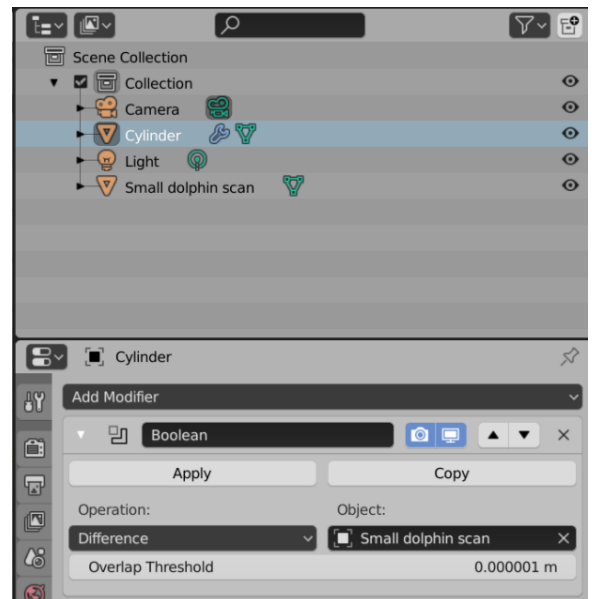 Scene Collection
Collection
Camera
Cylinder
Light
Small dolphin scan
Cylinder
Add Modifier
Boolean
Apply Copy
Operation: Object:
Difference Small dolphin scan
Overlap Threshold 0.000001 m